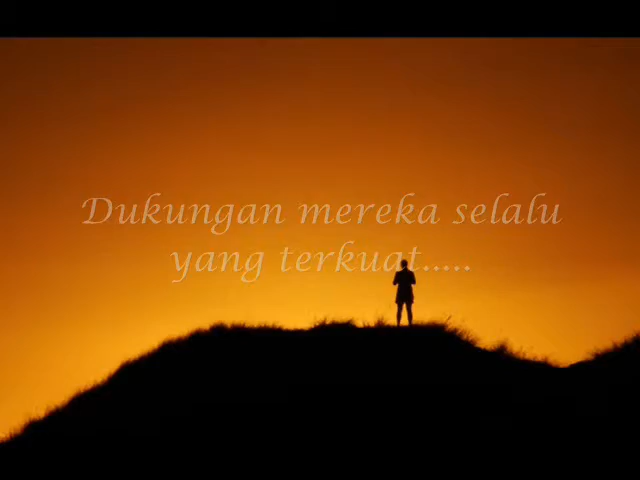 Dukungan mereka selalu
yang terkuat.....